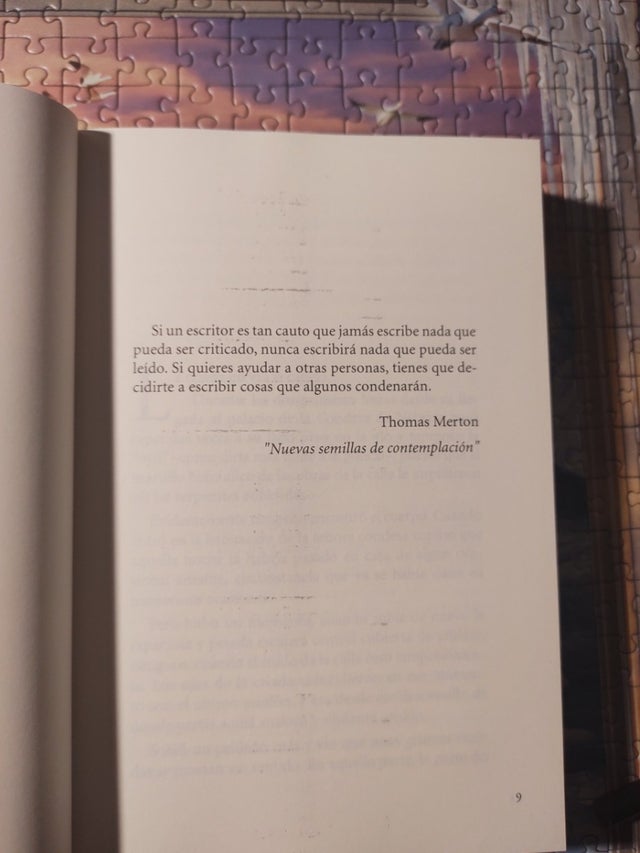 Si un escritor es tan cauto que jamás escribe nada que
pueda ser criticado, nunca escribirá nada que pueda ser
leído. Si quieres ayudar a otras personas, tienes que de-
cidirte a escribir cosas que algunos condenarán.
Thomas Merton
"Nuevas semillas de contemplación"
9